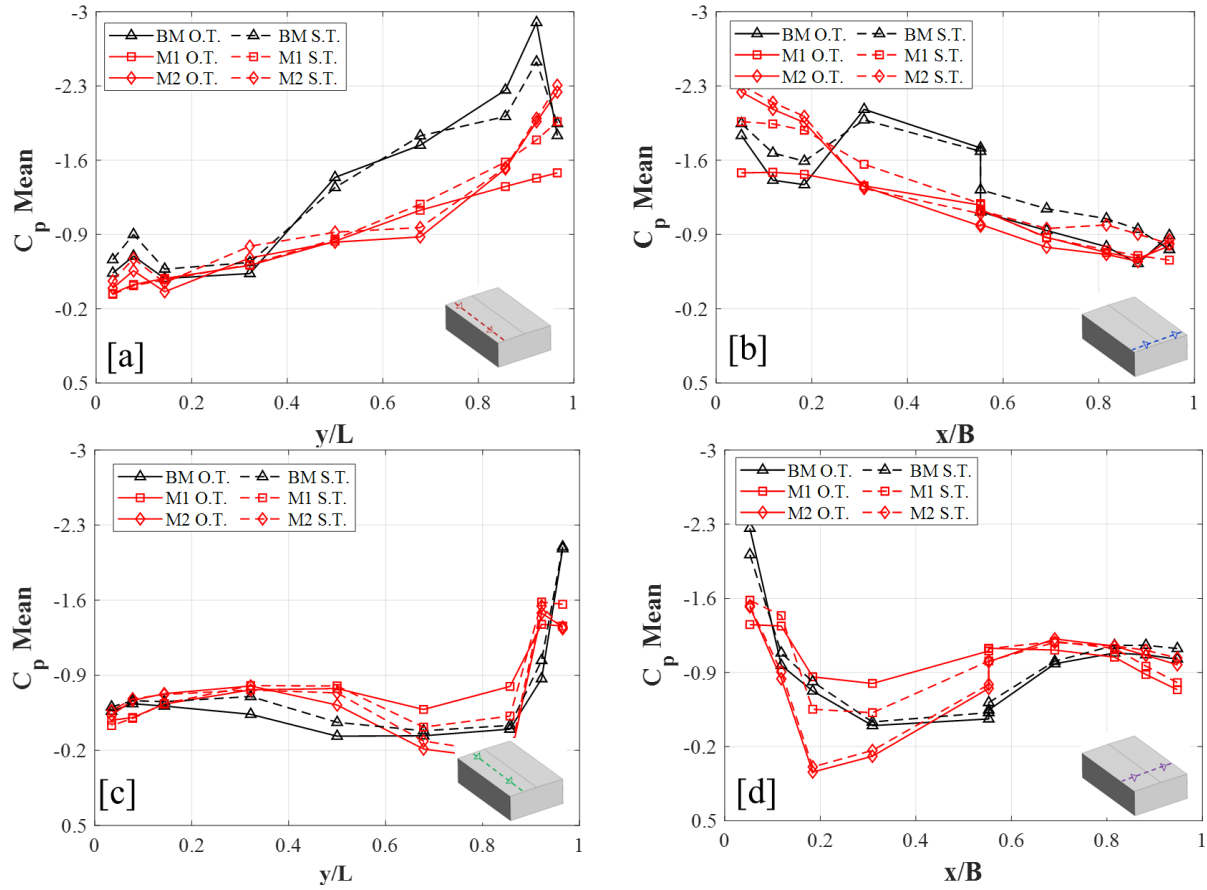 -3
-2.3
-1.6
-0.9
-0.2
0.5
C_p Mean
BM O.T.
BM S.T.
M1 O.T.
M1 S.T.
M2 O.T.
M2 S.T.
[a]
0
0.2
0.4
0.6
0.8
1
y/L
-3
-2.3
-1.6
-0.9
-0.2
0.5
C_p Mean
BM O.T.
BM S.T.
M1 O.T.
M1 S.T.
M2 O.T.
M2 S.T.
[b]
0
0.2
0.4
0.6
0.8
1
x/B
-3
-2.3
-1.6
-0.9
-0.2
0.5
C_p Mean
BM O.T.
BM S.T.
M1 O.T.
M1 S.T.
M2 O.T.
M2 S.T.
[c]
0
0.2
0.4
0.6
0.8
1
y/L
-3
-2.3
-1.6
-0.9
-0.2
0.5
C_p Mean
BM O.T.
BM S.T.
M1 O.T.
M1 S.T.
M2 O.T.
M2 S.T.
[d]
0
0.2
0.4
0.6
0.8
1
x/B